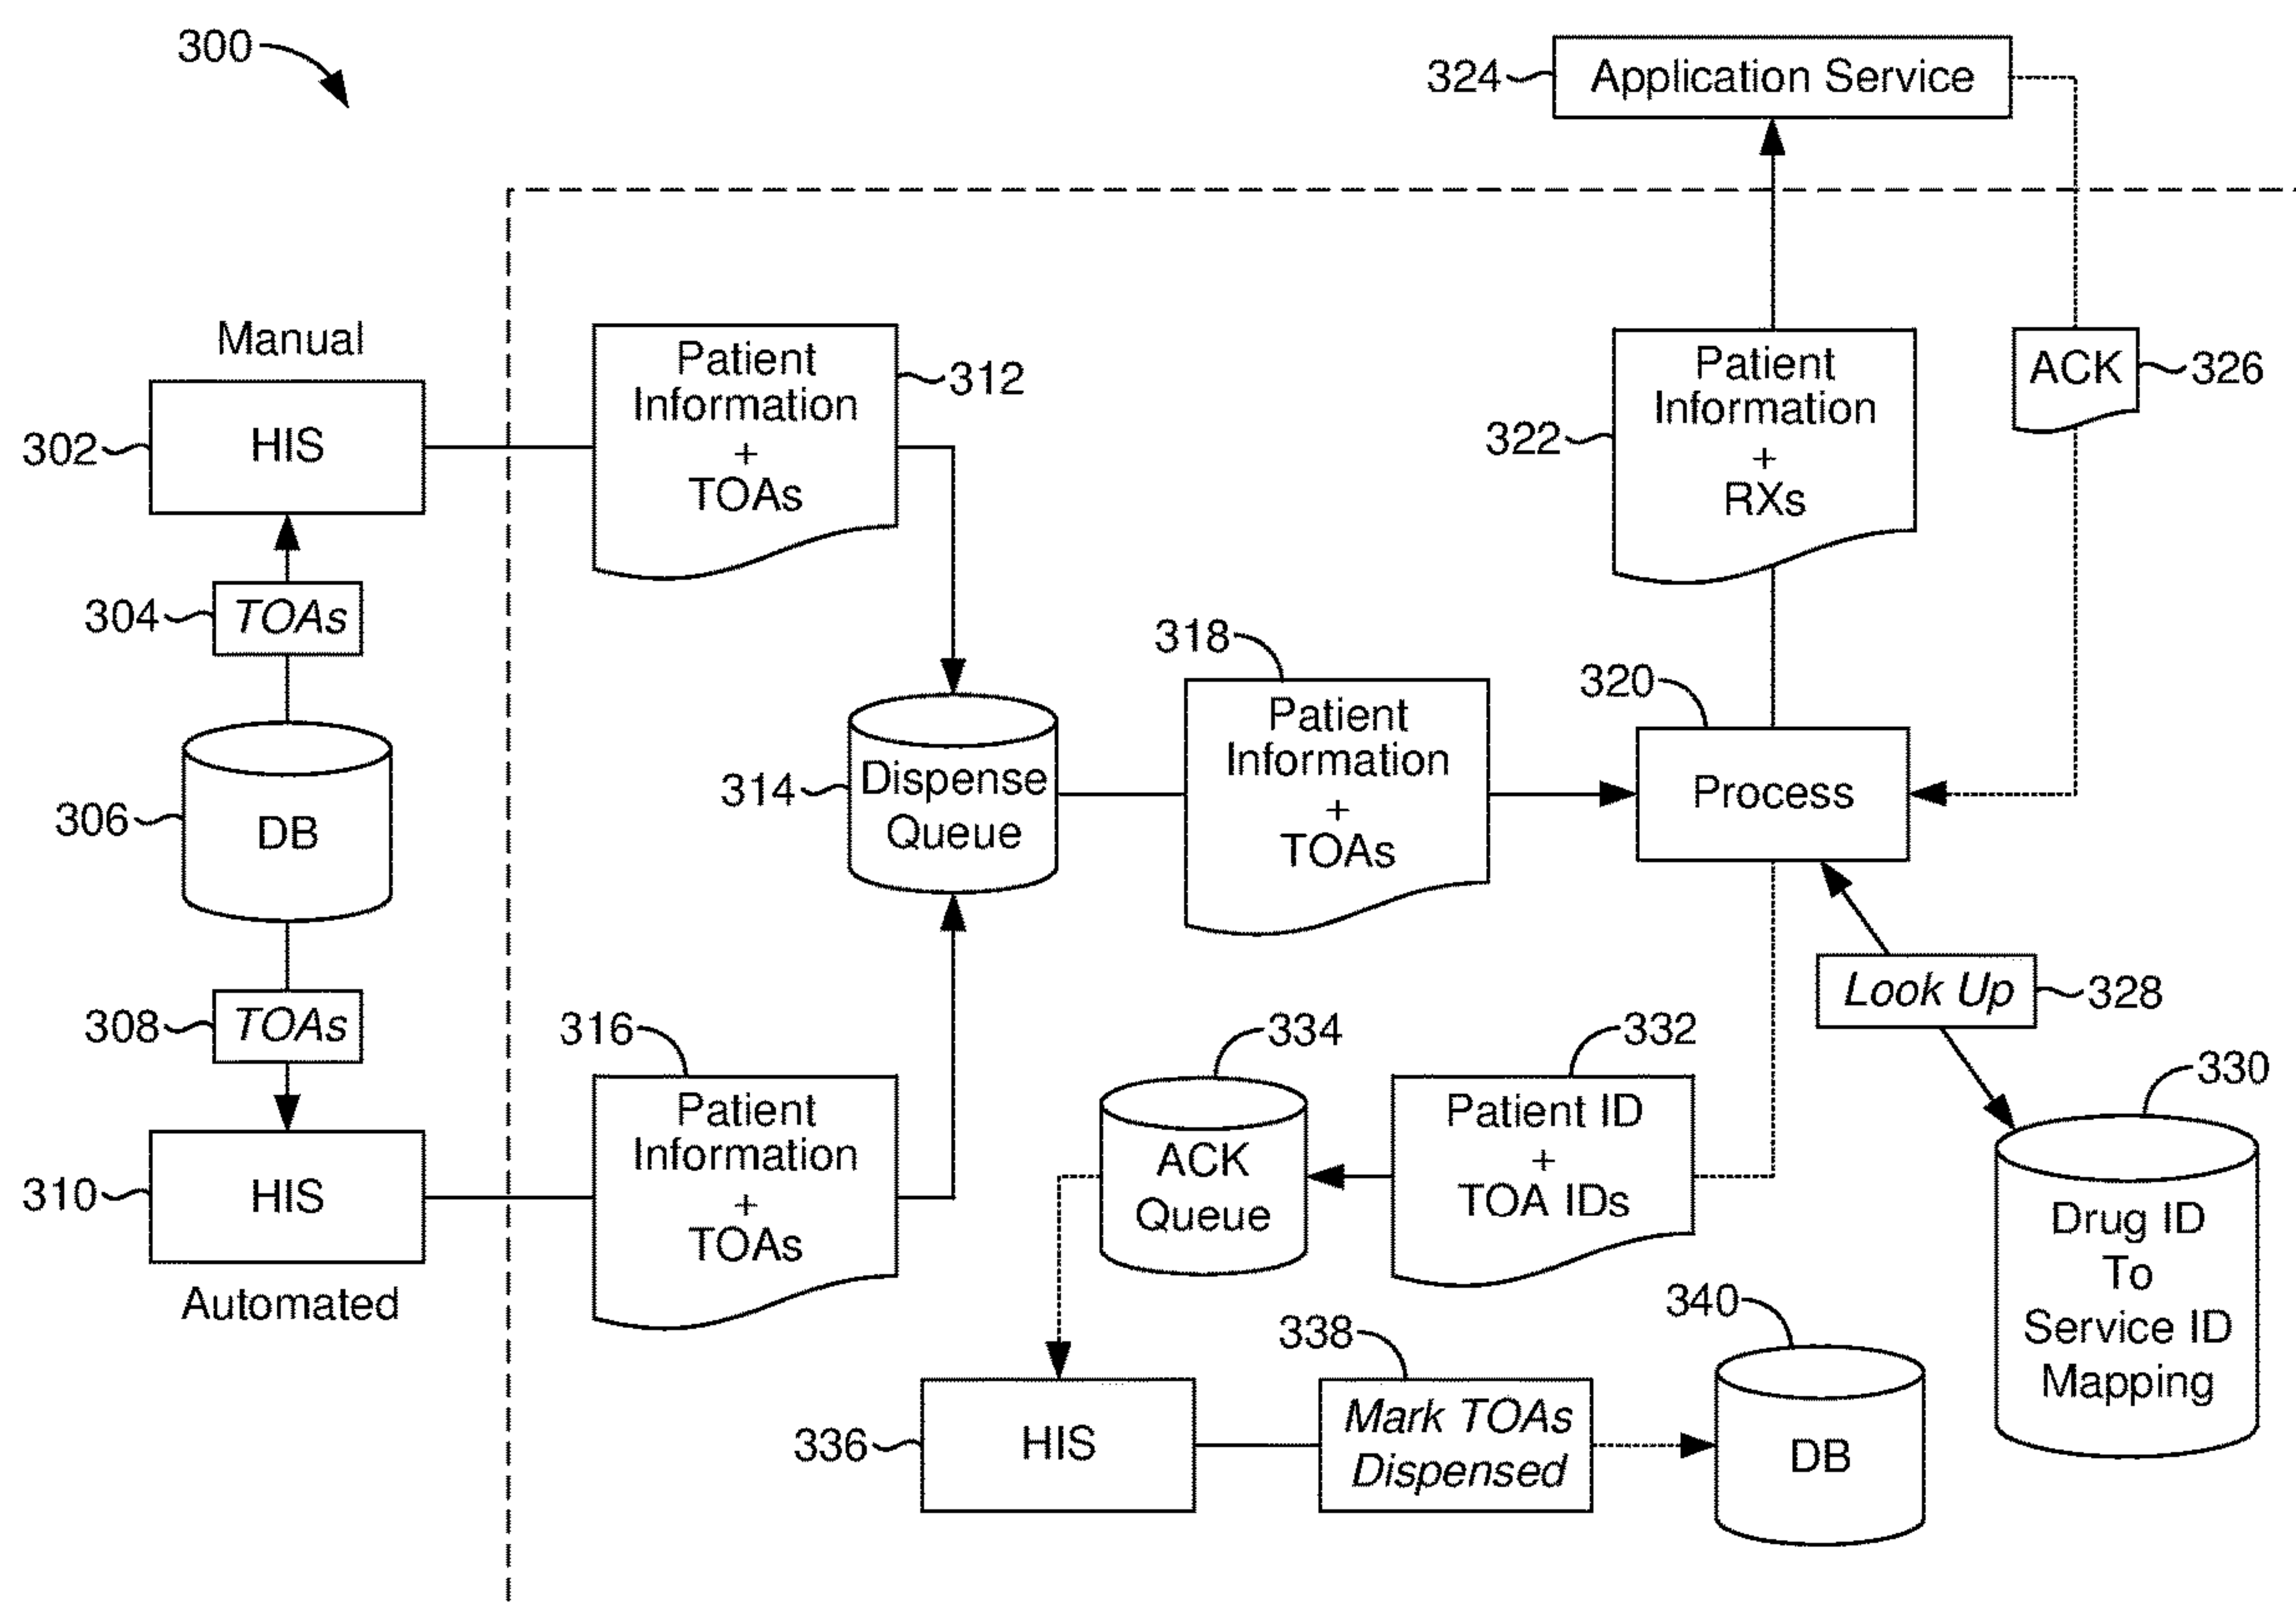 300
324
Application Service
Manual
302
HIS
304
TOAs
306
DB
308
TOAs
310
HIS
Automated
Patient
Information
+
TOAs
312
314
Dispense
Queue
316
Patient
Information
+
TOAs
318
Patient
Information
+
TOAs
320
Process
322
Patient
Information
+
RXs
ACK
326
Look Up
328
330
Drug ID
To
Service ID
Mapping
332
Patient ID
+
TOA IDs
334
ACK
Queue
336
HIS
338
Mark TOAs
Dispensed
340
DB